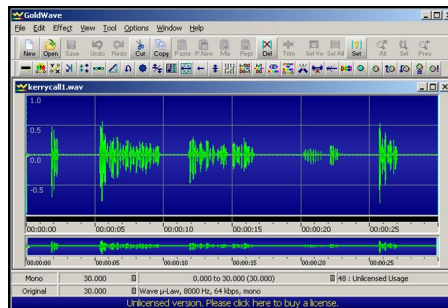 GoldWave
File Edit Effect View Tool Options Window Help
New Open Save Undo Redo Cut Copy Paste P.New Mix Repl Del Trim Sel Vw Sel All Set All Sel Prev
kerrycall1.wav
1.0
0.5
0.0
-0.5
00:00:00 00:00:05 00:00:10 00:00:15 00:00:20 00:00:25
00:00:00 00:00:05 00:00:10 00:00:15 00:00:20 00:00:25
Mono 30.000 0.000 to 30.000 (30.000) 48 : Unlicensed Usage
Original 30.000 Wave µ-Law, 8000 Hz, 64 kbps, mono
Unlicensed version. Please click here to buy a license.